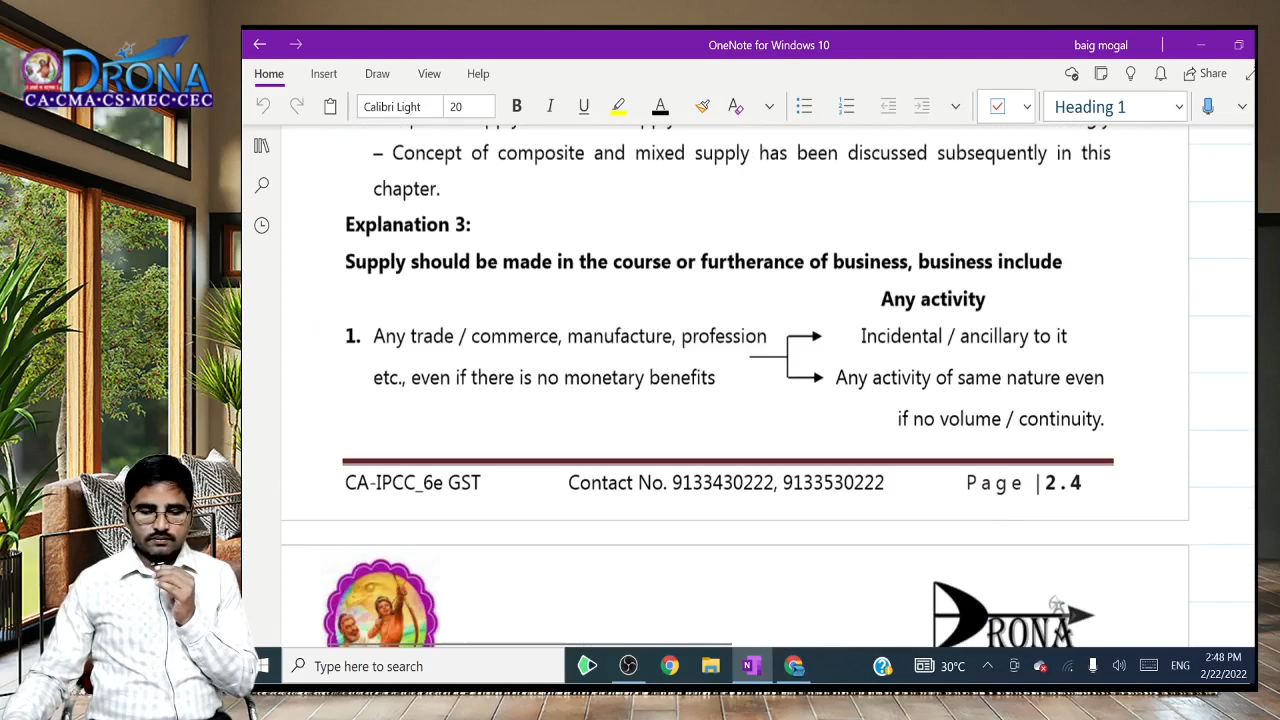 DRONA
CA•CMA•CS•MEC•CEC
OneNote for Windows 10
baig mogal
Home Insert Draw View Help
Share
Calibri Light 20 B I U A Heading 1
– Concept of composite and mixed supply has been discussed subsequently in this
chapter.
Explanation 3:
Supply should be made in the course or furtherance of business, business include
Any activity
1. Any trade / commerce, manufacture, profession Incidental / ancillary to it
etc., even if there is no monetary benefits Any activity of same nature even
if no volume / continuity.
CA-IPCC_6e GST Contact No. 9133430222, 9133530222 Page | 2.4
DRONA
Type here to search
30°C
ENG
2:48 PM
2/22/2022